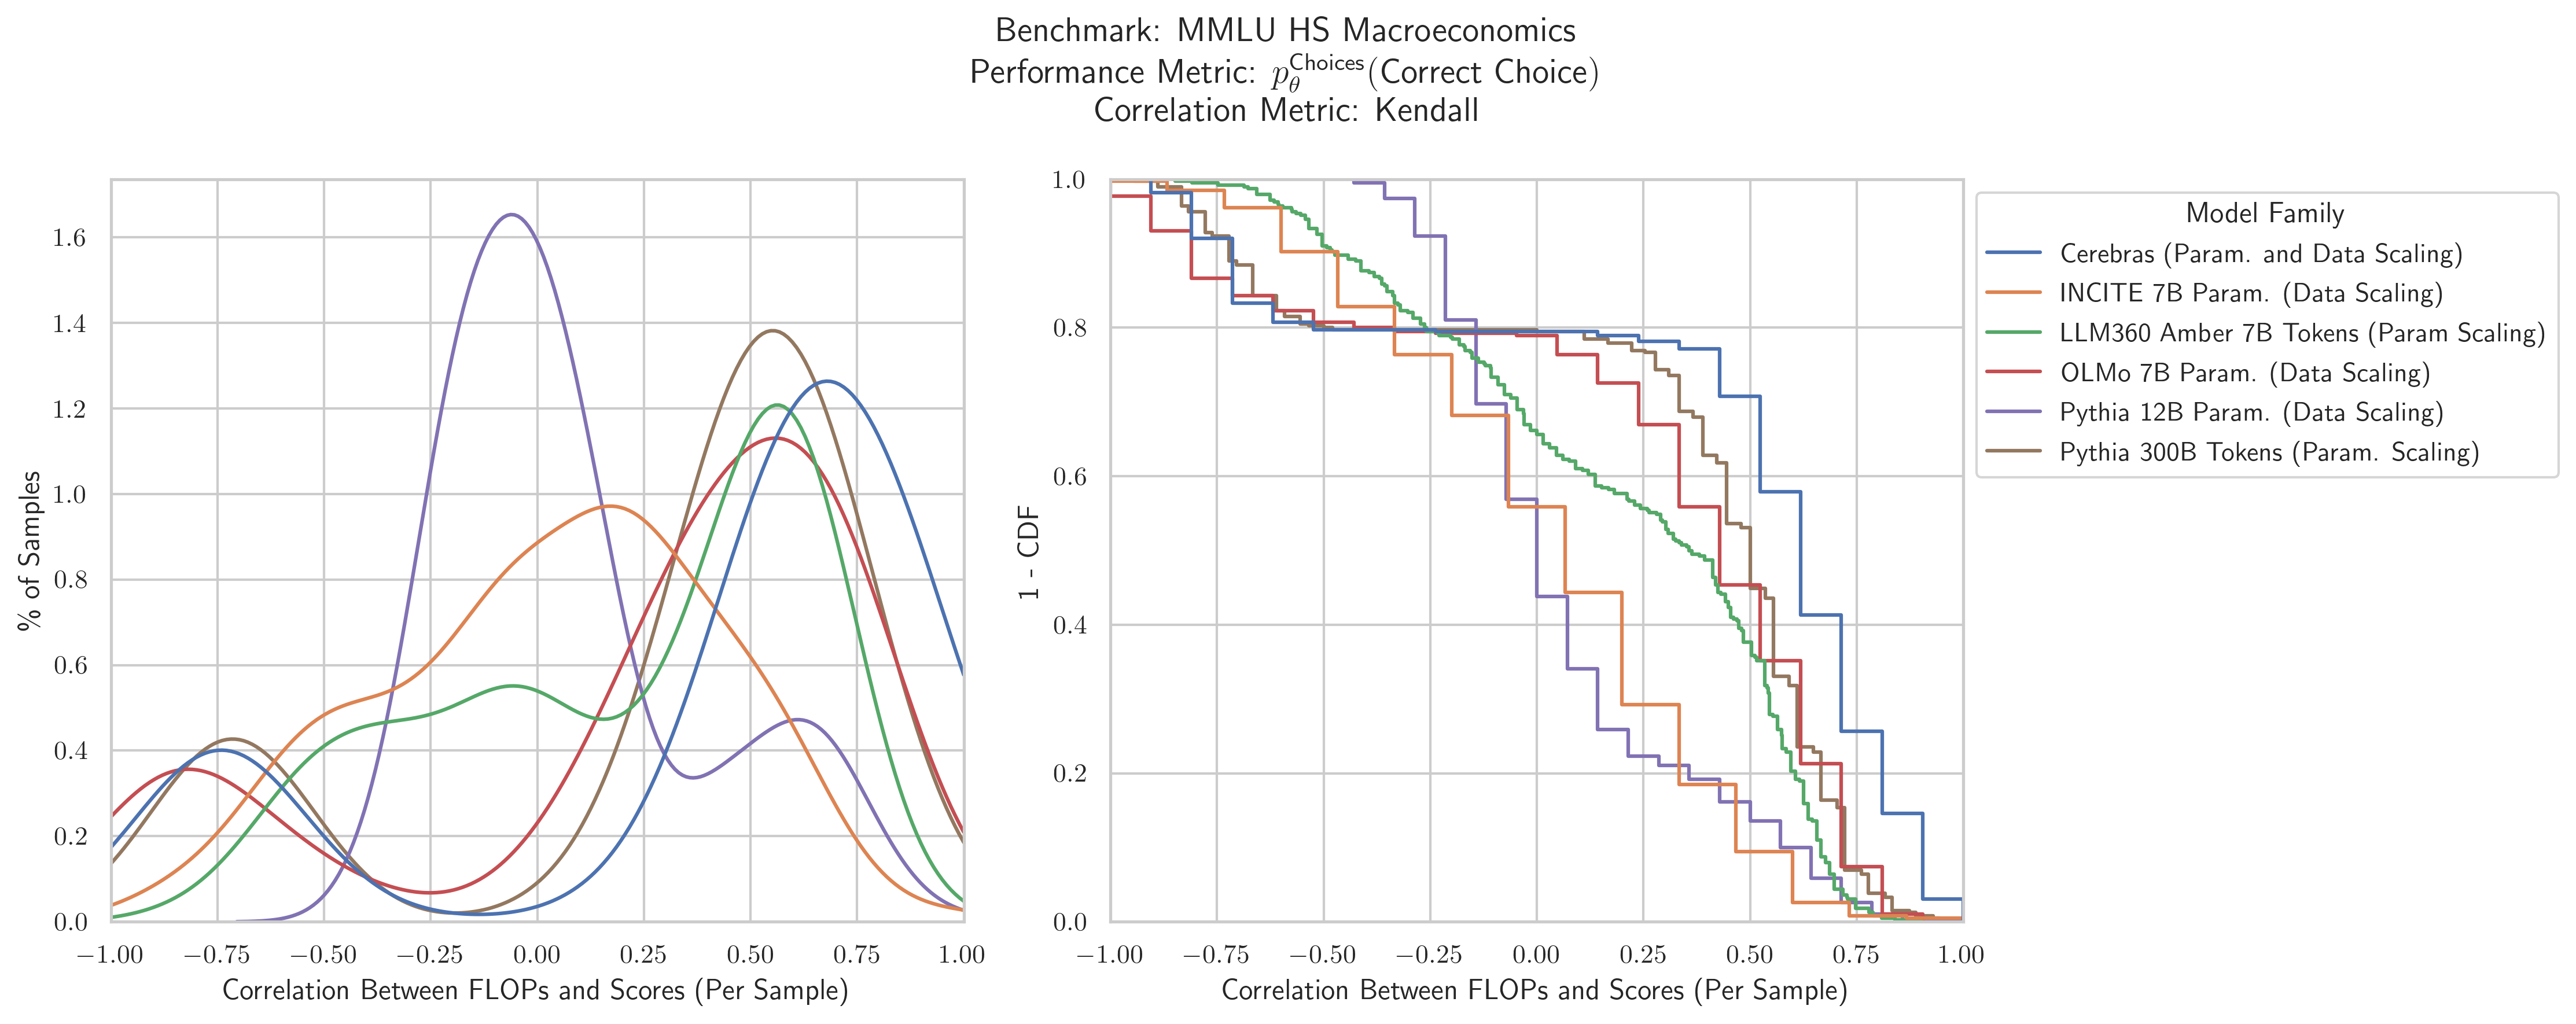 Benchmark: MMLU HS Macroeconomics
Performance Metric: $p_\theta^{\text{Choices}}$(Correct Choice)
Correlation Metric: Kendall
% of Samples
1.6
1.4
1.2
1.0
0.8
0.6
0.4
0.2
0.0
−1.00 −0.75 −0.50 −0.25 0.00 0.25 0.50 0.75 1.00
Correlation Between FLOPs and Scores (Per Sample)
1 - CDF
1.0
0.8
0.6
0.4
0.2
0.0
−1.00 −0.75 −0.50 −0.25 0.00 0.25 0.50 0.75 1.00
Correlation Between FLOPs and Scores (Per Sample)
Model Family
Cerebras (Param. and Data Scaling)
INCITE 7B Param. (Data Scaling)
LLM360 Amber 7B Tokens (Param Scaling)
OLMo 7B Param. (Data Scaling)
Pythia 12B Param. (Data Scaling)
Pythia 300B Tokens (Param. Scaling)